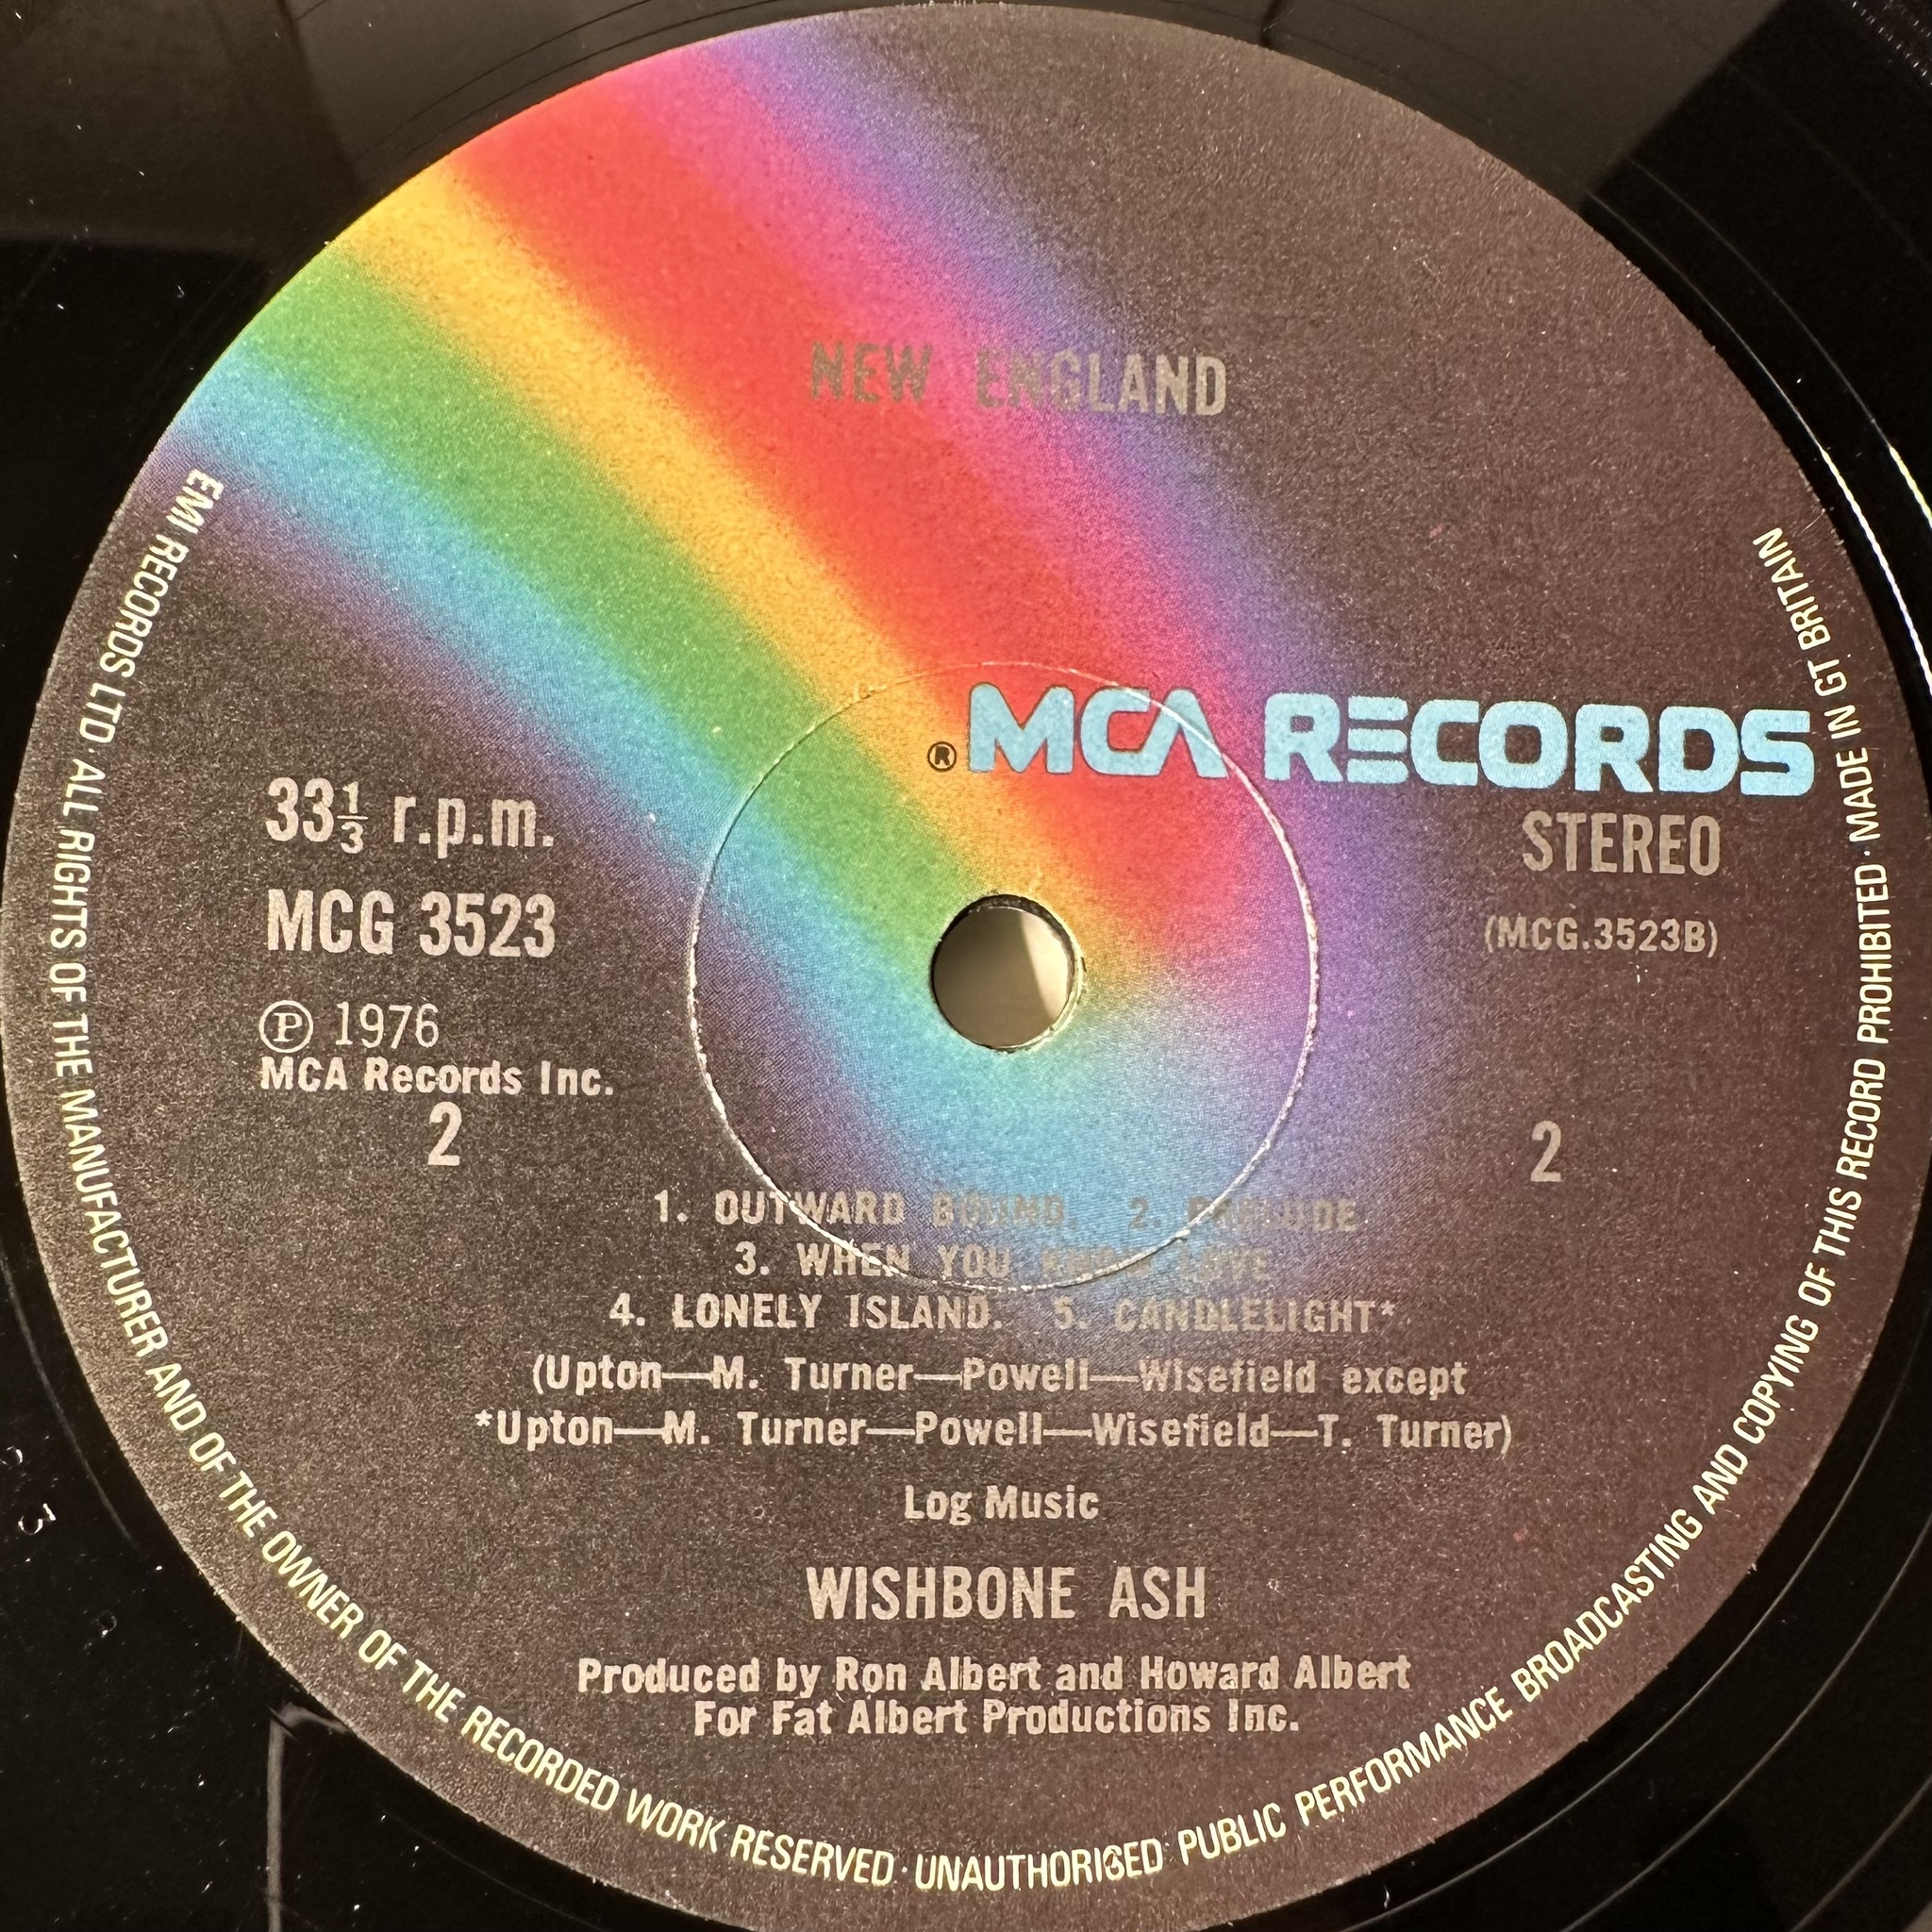 NEW ENGLAND
® MCA RECORDS
33⅓ r.p.m.
STEREO
MCG 3523
(MCG.3523B)
Ⓟ 1976
MCA Records Inc.
2
2
1. OUTWARD BOUND. 2. PRELUDE
3. WHEN YOU KNOW LOVE
4. LONELY ISLAND. 5. CANDLELIGHT*
(Upton—M. Turner—Powell—Wisefield except
*Upton—M. Turner—Powell—Wisefield—T. Turner)
Log Music
WISHBONE ASH
Produced by Ron Albert and Howard Albert
For Fat Albert Productions Inc.
EMI RECORDS LTD · ALL RIGHTS OF THE MANUFACTURER AND OF THE OWNER OF THE RECORDED WORK RESERVED · UNAUTHORISED PUBLIC PERFORMANCE BROADCASTING AND COPYING OF THIS RECORD PROHIBITED · MADE IN GT BRITAIN
3